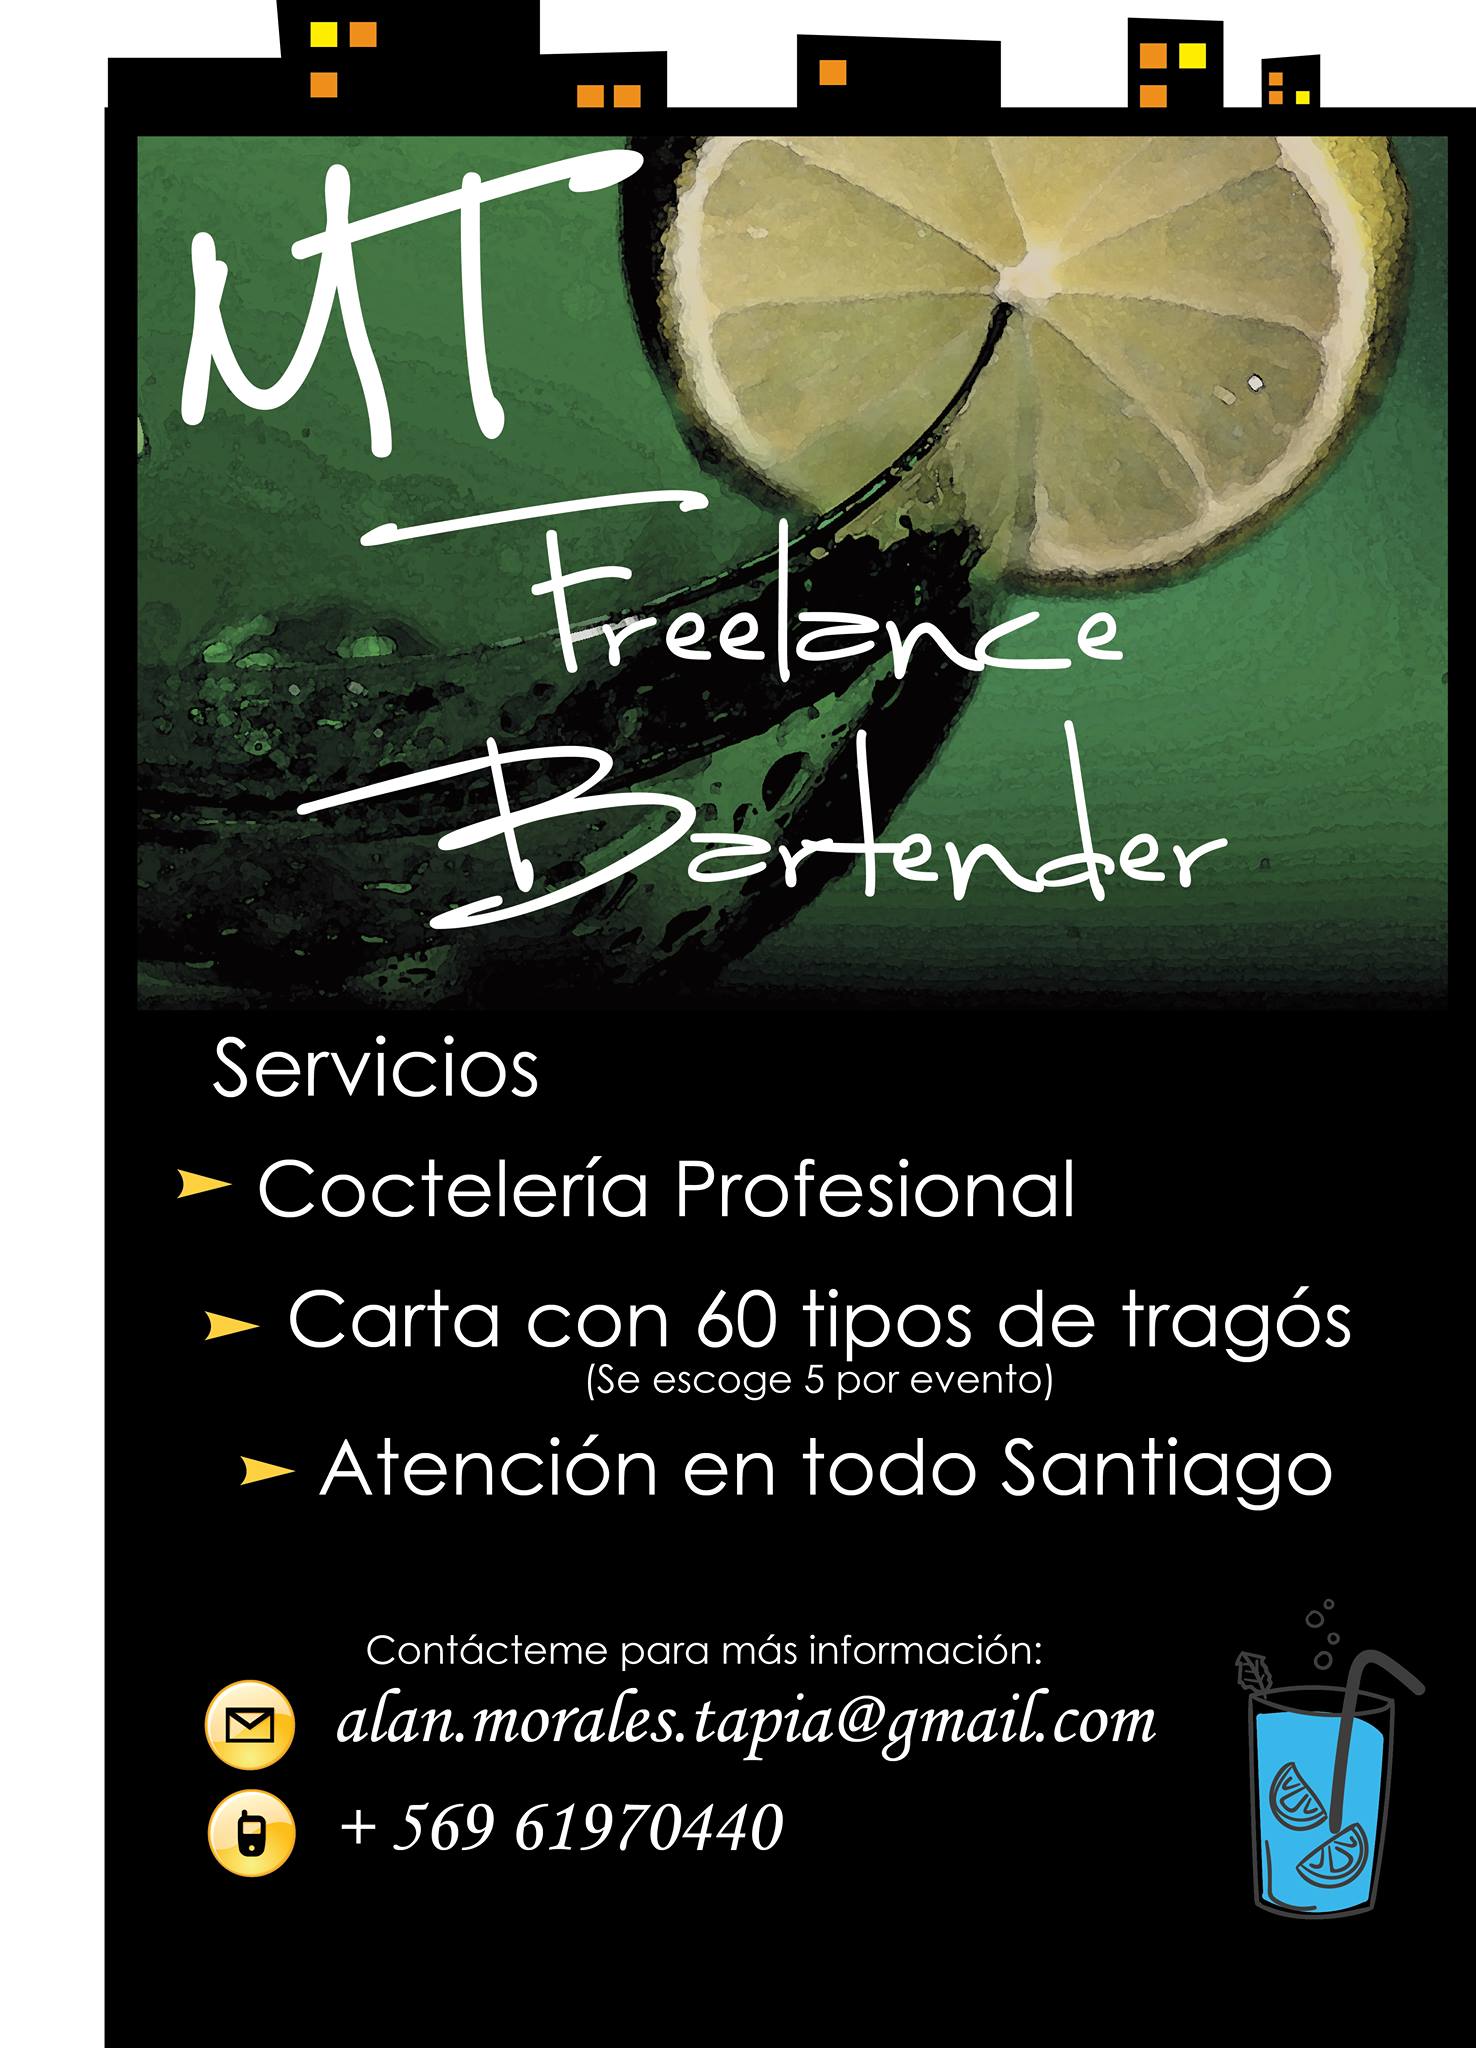 MT
Freelance
Bartender
Servicios
Coctelería Profesional
Carta con 60 tipos de tragós
(Se escoge 5 por evento)
Atención en todo Santiago
Contácteme para más información:
alan.morales.tapia@gmail.com
+ 569 61970440